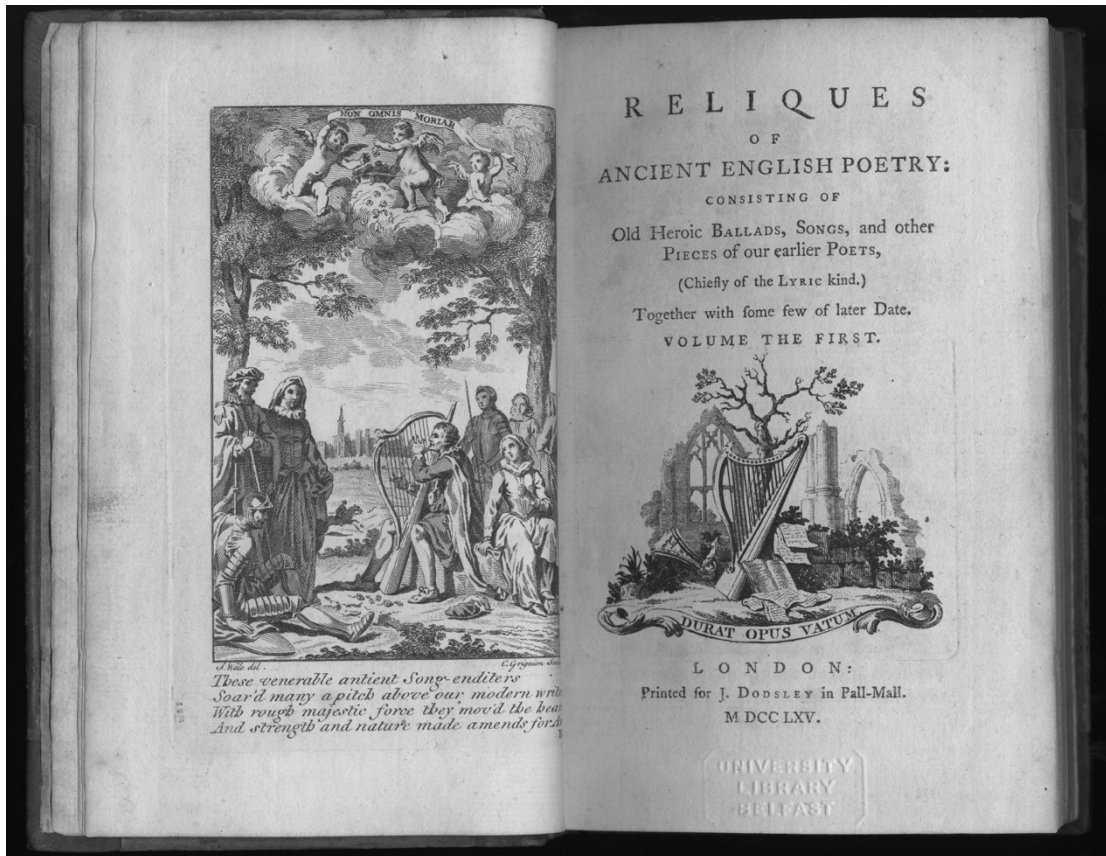 NON OMNIS MORIAR
S. Wale del.
C. Grignion
These venerable antient Song-enditers
Soar'd many a pitch above our modern
With rough majestic force they mov'd the
And strength and nature made amends for
RELIQUES
OF
ANCIENT ENGLISH POETRY:
CONSISTING OF
Old Heroic BALLADS, SONGS, and other
PIECES of our earlier POETS,
(Chiefly of the LYRIC kind.)
Together with ſome few of later Date.
VOLUME THE FIRST.
DURAT OPUS VATUM
LONDON:
Printed for J. DODSLEY in Pall-Mall.
M DCC LXV.
UNIVERSITY
LIBRARY
BELFAST